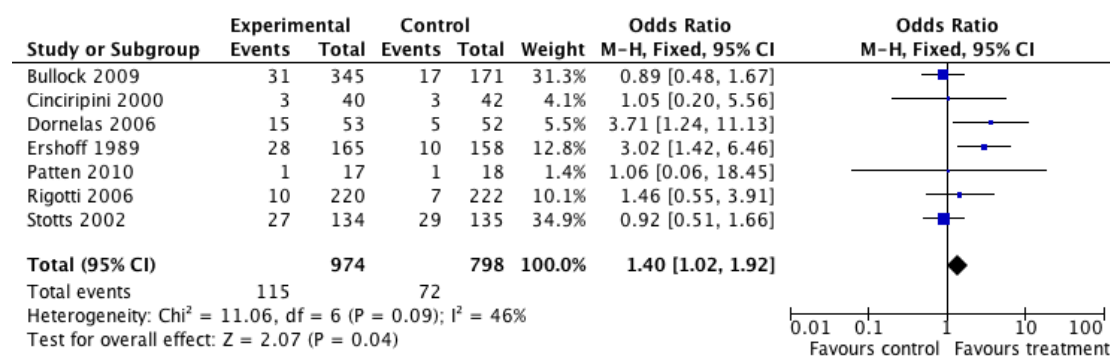 Experimental Control Odds Ratio Odds Ratio
Study or Subgroup Events Total Events Total Weight M-H, Fixed, 95% CI M-H, Fixed, 95% CI
Bullock 2009 31 345 17 171 31.3% 0.89 [0.48, 1.67]
Cinciripini 2000 3 40 3 42 4.1% 1.05 [0.20, 5.56]
Dornelas 2006 15 53 5 52 5.5% 3.71 [1.24, 11.13]
Ershoff 1989 28 165 10 158 12.8% 3.02 [1.42, 6.46]
Patten 2010 1 17 1 18 1.4% 1.06 [0.06, 18.45]
Rigotti 2006 10 220 7 222 9.1% 1.46 [0.55, 3.91]
Stotts 2002 27 134 29 135 34.9% 0.92 [0.51, 1.66]
Total (95% CI) 974 798 100.0% 1.40 [1.02, 1.92]
Total events 115 72
Heterogeneity: Chi² = 11.06, df = 6 (P = 0.09); I² = 46%
Test for overall effect: Z = 2.07 (P = 0.04)
0.01 0.1 1 10 100
Favours control Favours treatment